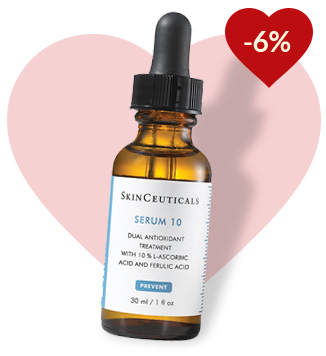 -6%
SKINCEUTICALS
SERUM 10
DUAL ANTIOXIDANT
TREATMENT
WITH 10 % L-ASCORBIC
ACID AND FERULIC ACID
PREVENT
30 ml / 1 fl oz